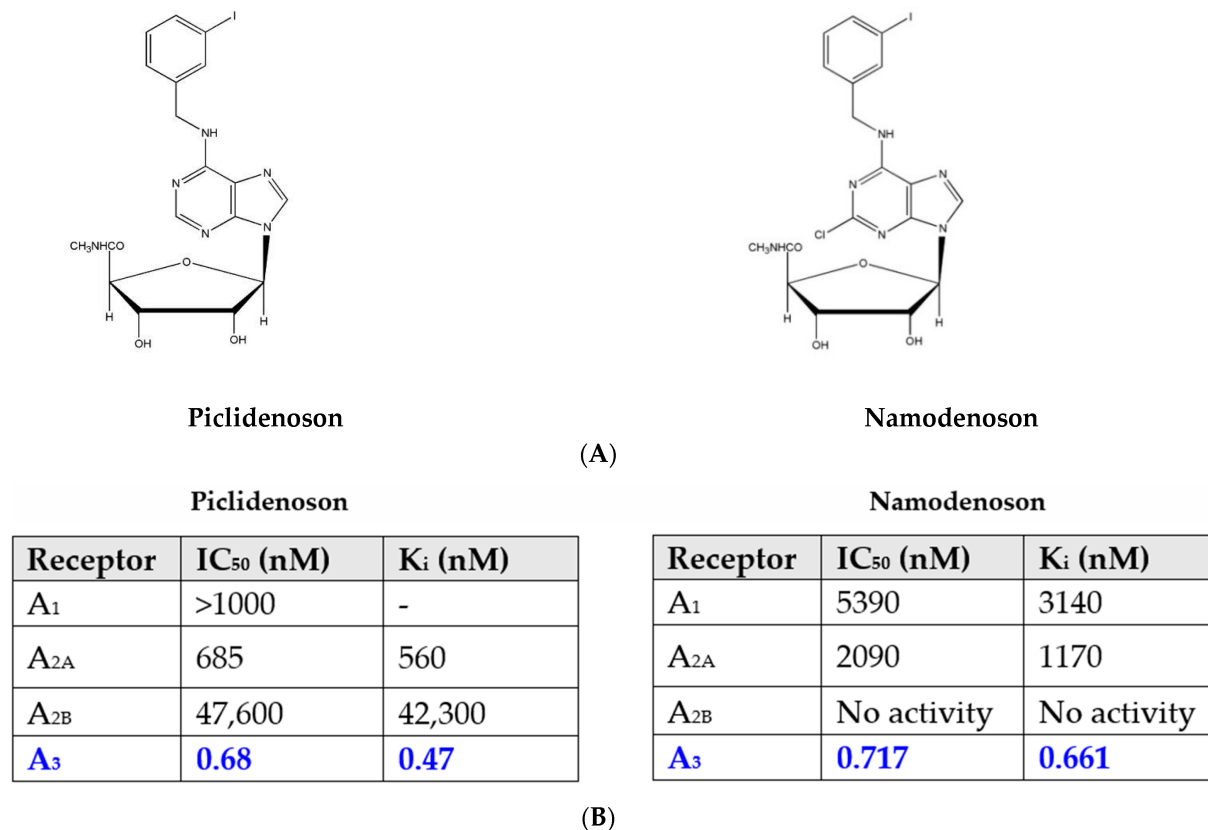 I
NH
N
N
N
N
CH₃NHCO
O
H
H
OH
OH
Piclidenoson
I
NH
N
N
Cl
N
N
CH₃NHCO
O
H
H
OH
OH
Namodenoson
(A)
Piclidenoson
Receptor IC₅₀ (nM) Kᵢ (nM)
A₁ >1000 -
A₂A 685 560
A₂B 47,600 42,300
A₃ 0.68 0.47
Namodenoson
Receptor IC₅₀ (nM) Kᵢ (nM)
A₁ 5390 3140
A₂A 2090 1170
A₂B No activity No activity
A₃ 0.717 0.661
(B)